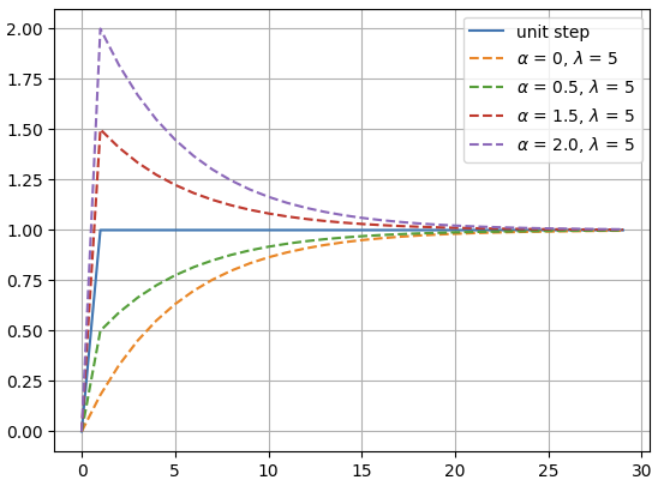 2.00
1.75
1.50
1.25
1.00
0.75
0.50
0.25
0.00
unit step
α = 0, λ = 5
α = 0.5, λ = 5
α = 1.5, λ = 5
α = 2.0, λ = 5
0 5 10 15 20 25 30